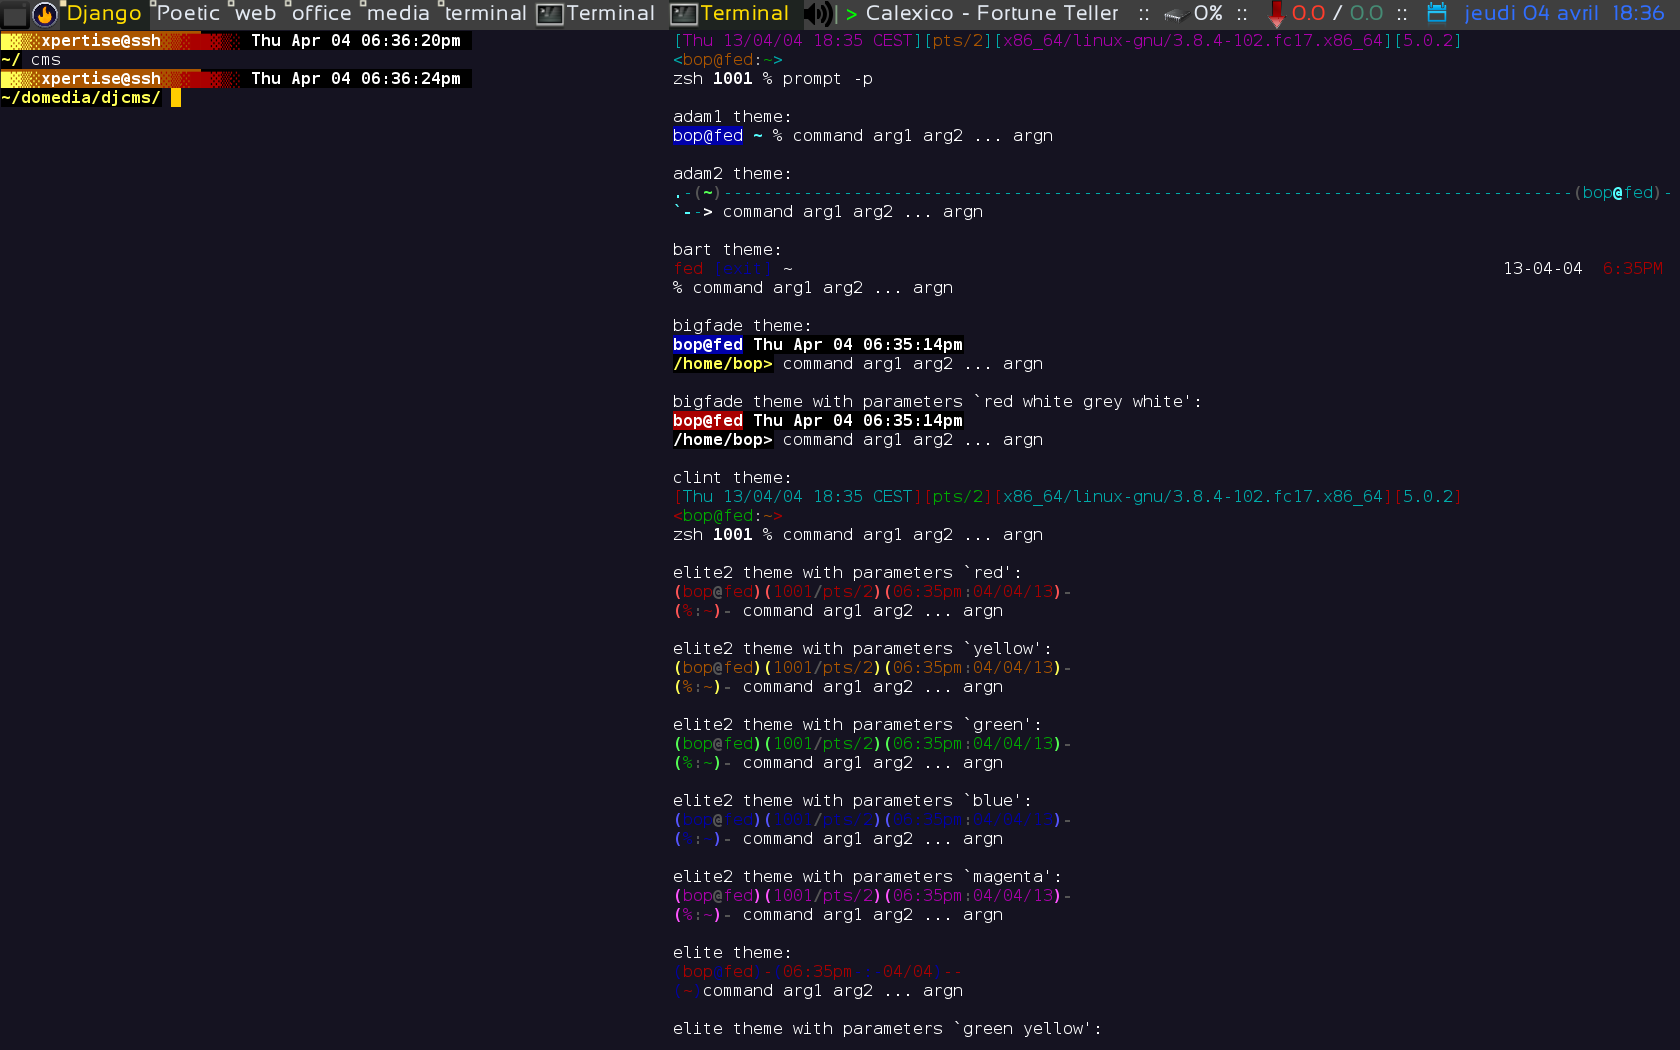 Django Poetic web office media terminal Terminal Terminal > Calexico - Fortune Teller :: 0% :: 0.0 / 0.0 :: jeudi 04 avril 18:36
xpertise@ssh Thu Apr 04 06:36:20pm
~/ cms
xpertise@ssh Thu Apr 04 06:36:24pm
~/domedia/djcms/
[Thu 13/04/04 18:35 CEST][pts/2][x86_64/linux-gnu/3.8.4-102.fc17.x86_64][5.0.2]
<bop@fed:~>
zsh 1001 % prompt -p
adam1 theme:
bop@fed ~ % command arg1 arg2 ... argn
adam2 theme:
.-(~)-------------------------------------------------------------------------------------(bop@fed)-
`--> command arg1 arg2 ... argn
bart theme:
fed ~ 13-04-04 6:35PM
% command arg1 arg2 ... argn
bigfade theme:
bop@fed Thu Apr 04 06:35:14pm
/home/bop> command arg1 arg2 ... argn
bigfade theme with parameters `red white grey white':
bop@fed Thu Apr 04 06:35:14pm
/home/bop> command arg1 arg2 ... argn
clint theme:
[Thu 13/04/04 18:35 CEST][pts/2][x86_64/linux-gnu/3.8.4-102.fc17.x86_64][5.0.2]
<bop@fed:~>
zsh 1001 % command arg1 arg2 ... argn
elite2 theme with parameters `red':
(bop@fed)(1001/pts/2)(06:35pm:04/04/13)-
(%:~)- command arg1 arg2 ... argn
elite2 theme with parameters `yellow':
(bop@fed)(1001/pts/2)(06:35pm:04/04/13)-
(%:~)- command arg1 arg2 ... argn
elite2 theme with parameters `green':
(bop@fed)(1001/pts/2)(06:35pm:04/04/13)-
(%:~)- command arg1 arg2 ... argn
elite2 theme with parameters `blue':
(bop@fed)(1001/pts/2)(06:35pm:04/04/13)-
(%:~)- command arg1 arg2 ... argn
elite2 theme with parameters `magenta':
(bop@fed)(1001/pts/2)(06:35pm:04/04/13)-
(%:~)- command arg1 arg2 ... argn
elite theme:
(bop@fed)-(06:35pm-:-04/04)--
(~)command arg1 arg2 ... argn
elite theme with parameters `green yellow':